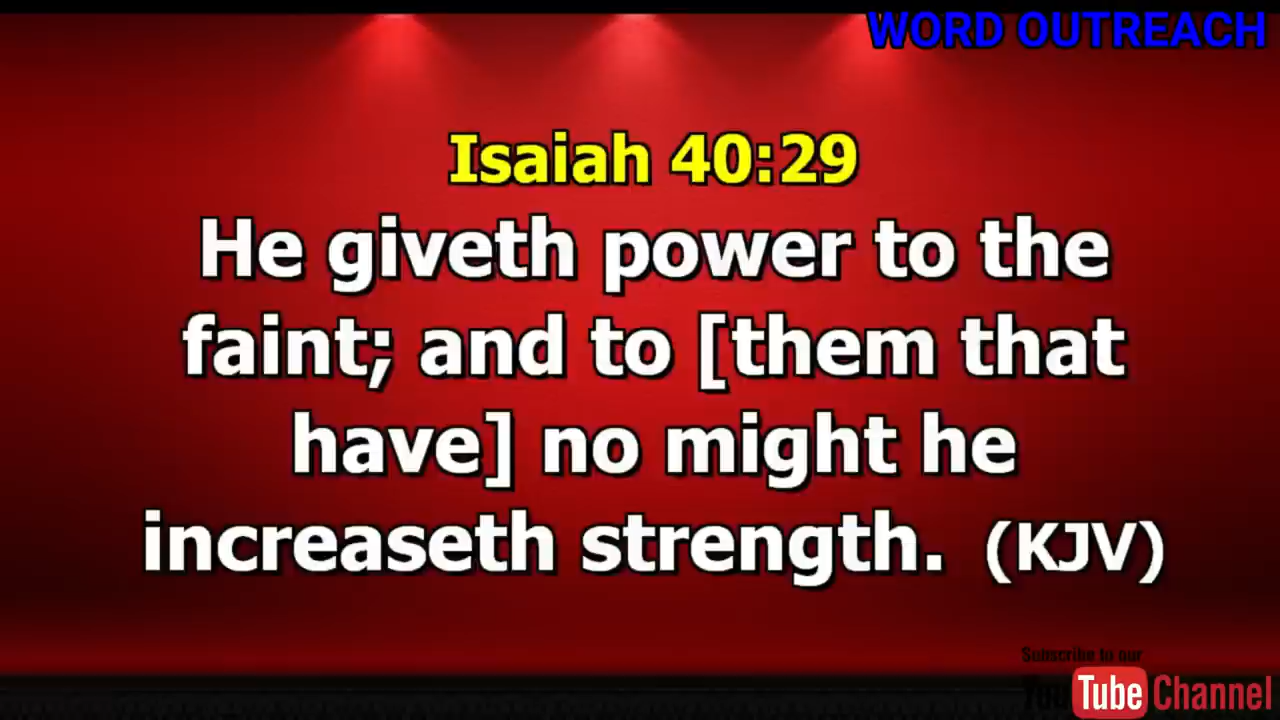 WORD OUTREACH
Isaiah 40:29
He giveth power to the
faint; and to [them that
have] no might he
increaseth strength. (KJV)
Subscribe to our
YouTube Channel